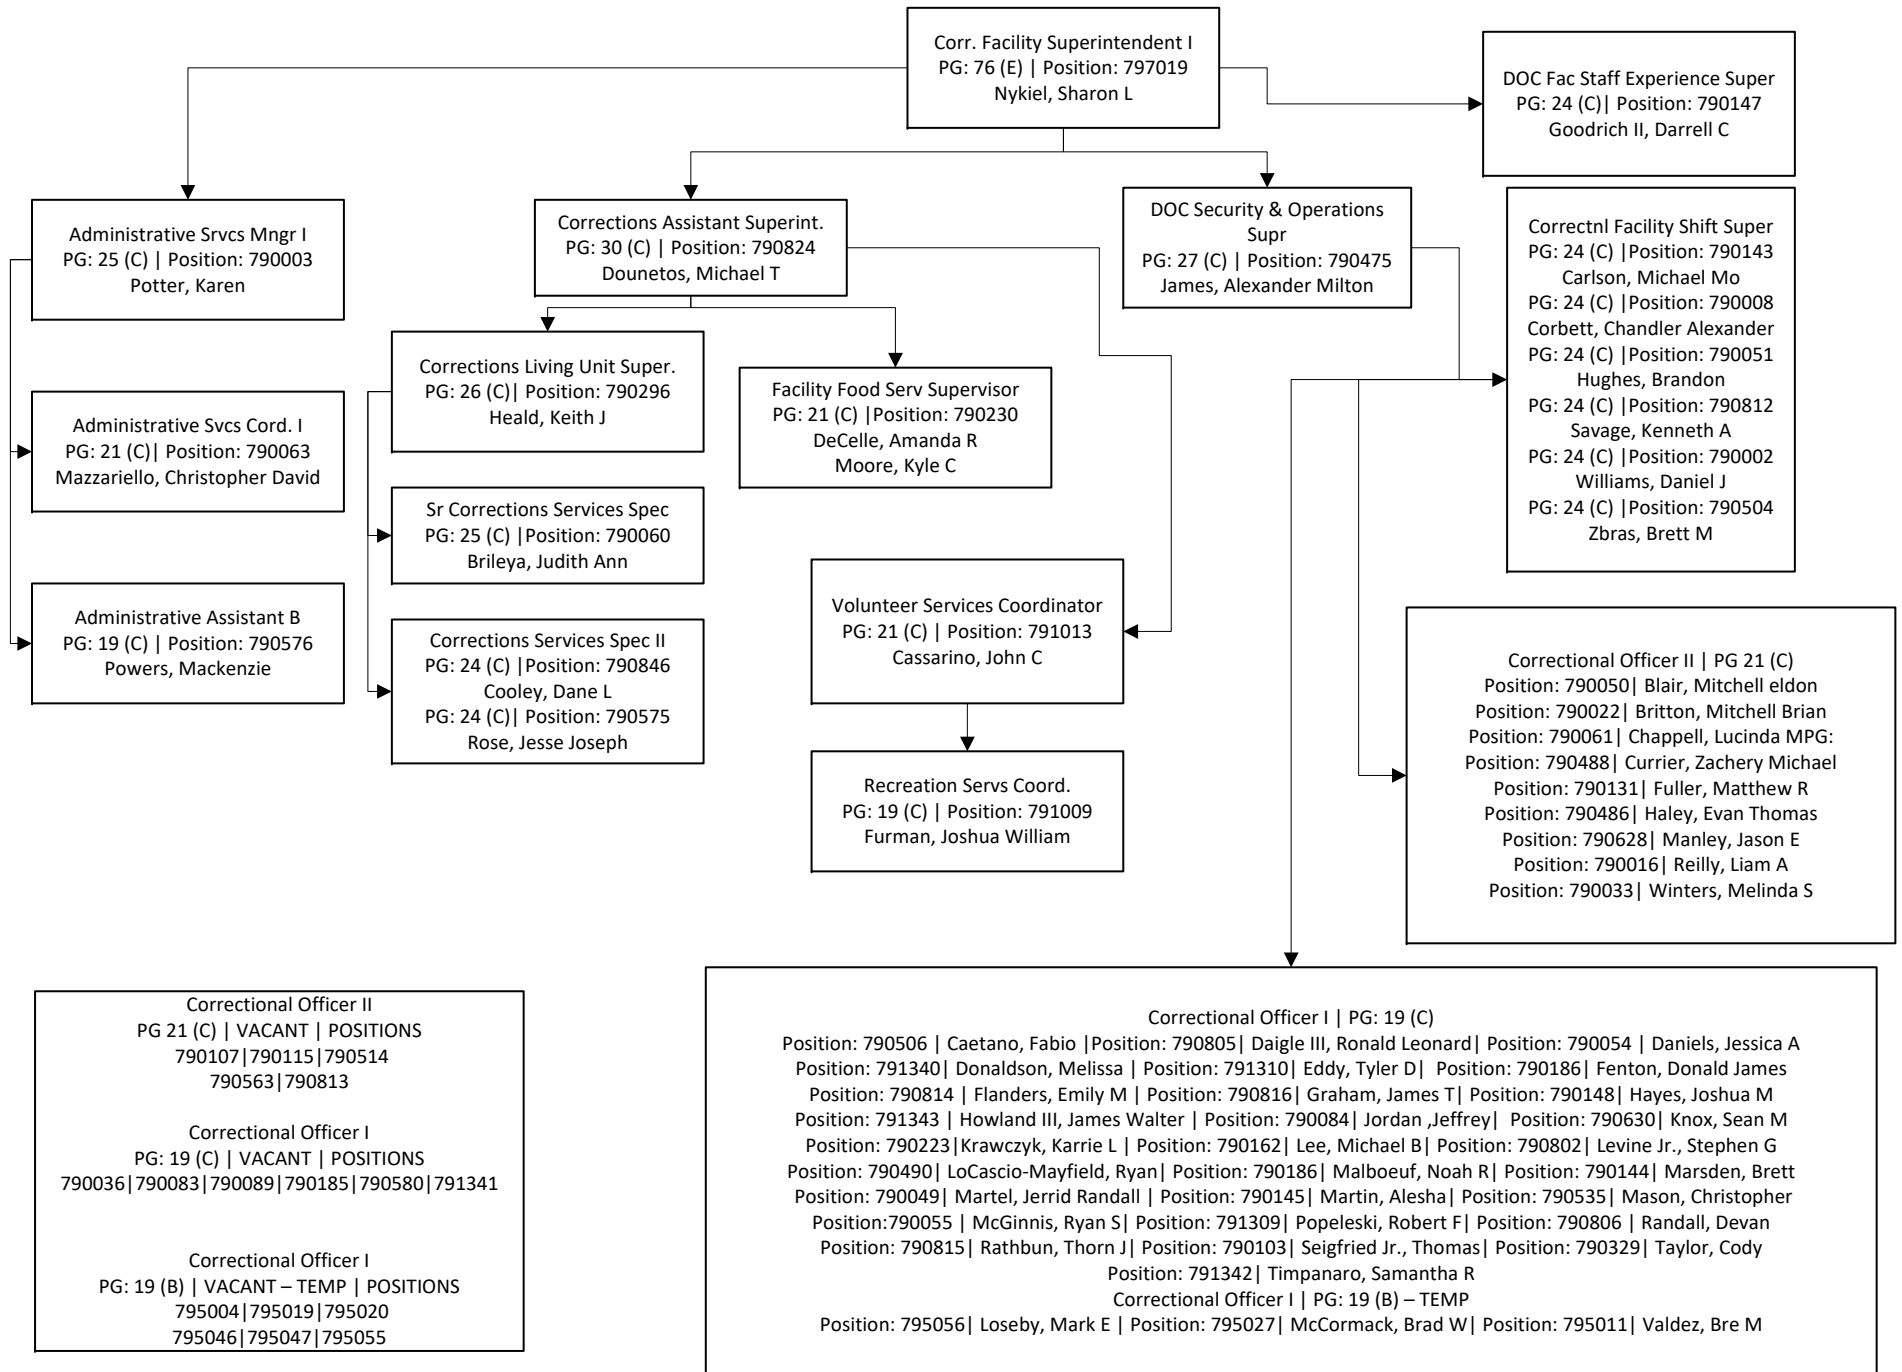 Corr. Facility Superintendent I
PG: 76 (E) | Position: 797019
Nykiel, Sharon L
DOC Fac Staff Experience Super
PG: 24 (C)| Position: 790147
Goodrich II, Darrell C
Administrative Srvcs Mngr I
PG: 25 (C) | Position: 790003
Potter, Karen
Corrections Assistant Superint.
PG: 30 (C) | Position: 790824
Dounetos, Michael T
DOC Security & Operations
Supr
PG: 27 (C) | Position: 790475
James, Alexander Milton
Correctnl Facility Shift Super
PG: 24 (C) |Position: 790143
Carlson, Michael Mo
PG: 24 (C) |Position: 790008
Corbett, Chandler Alexander
PG: 24 (C) |Position: 790051
Hughes, Brandon
PG: 24 (C) |Position: 790812
Savage, Kenneth A
PG: 24 (C) |Position: 790002
Williams, Daniel J
PG: 24 (C) |Position: 790504
Zbras, Brett M
Administrative Svcs Cord. I
PG: 21 (C)| Position: 790063
Mazzariello, Christopher David
Administrative Assistant B
PG: 19 (C) | Position: 790576
Powers, Mackenzie
Corrections Living Unit Super.
PG: 26 (C)| Position: 790296
Heald, Keith J
Facility Food Serv Supervisor
PG: 21 (C) |Position: 790230
DeCelle, Amanda R
Moore, Kyle C
Sr Corrections Services Spec
PG: 25 (C) |Position: 790060
Brileya, Judith Ann
Corrections Services Spec II
PG: 24 (C) |Position: 790846
Cooley, Dane L
PG: 24 (C)| Position: 790575
Rose, Jesse Joseph
Volunteer Services Coordinator
PG: 21 (C) | Position: 791013
Cassarino, John C
Recreation Servs Coord.
PG: 19 (C) | Position: 791009
Furman, Joshua William
Correctional Officer II | PG 21 (C)
Position: 790050| Blair, Mitchell eldon
Position: 790022| Britton, Mitchell Brian
Position: 790061| Chappell, Lucinda MPG:
Position: 790488| Currier, Zachery Michael
Position: 790131| Fuller, Matthew R
Position: 790486| Haley, Evan Thomas
Position: 790628| Manley, Jason E
Position: 790016| Reilly, Liam A
Position: 790033| Winters, Melinda S
Correctional Officer II
PG 21 (C) | VACANT | POSITIONS
790107|790115|790514
790563|790813
Correctional Officer I
PG: 19 (C) | VACANT | POSITIONS
790036|790083|790089|790185|790580|791341
Correctional Officer I
PG: 19 (B) | VACANT – TEMP | POSITIONS
795004|795019|795020
795046|795047|795055
Correctional Officer I | PG: 19 (C)
Position: 790506 | Caetano, Fabio |Position: 790805| Daigle III, Ronald Leonard| Position: 790054 | Daniels, Jessica A
Position: 791340| Donaldson, Melissa | Position: 791310| Eddy, Tyler D| Position: 790186| Fenton, Donald James
Position: 790814 | Flanders, Emily M | Position: 790816| Graham, James T| Position: 790148| Hayes, Joshua M
Position: 791343 | Howland III, James Walter | Position: 790084| Jordan ,Jeffrey| Position: 790630| Knox, Sean M
Position: 790223|Krawczyk, Karrie L | Position: 790162| Lee, Michael B| Position: 790802| Levine Jr., Stephen G
Position: 790490| LoCascio-Mayfield, Ryan| Position: 790186| Malboeuf, Noah R| Position: 790144| Marsden, Brett
Position: 790049| Martel, Jerrid Randall | Position: 790145| Martin, Alesha| Position: 790535| Mason, Christopher
Position:790055 | McGinnis, Ryan S| Position: 791309| Popeleski, Robert F| Position: 790806 | Randall, Devan
Position: 790815| Rathbun, Thorn J| Position: 790103| Seigfried Jr., Thomas| Position: 790329| Taylor, Cody
Position: 791342| Timpanaro, Samantha R
Correctional Officer I | PG: 19 (B) – TEMP
Position: 795056| Loseby, Mark E | Position: 795027| McCormack, Brad W| Position: 795011| Valdez, Bre M